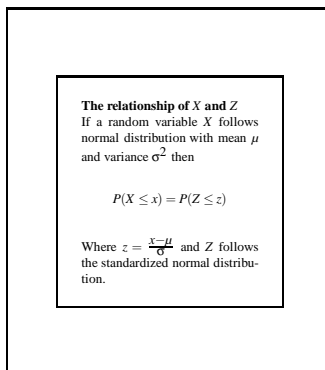 The relationship of X and Z
If a random variable X follows
normal distribution with mean μ
and variance σ² then
P(X ≤ x) = P(Z ≤ z)
Where z = \frac{x−μ}{σ} and Z follows
the standardized normal distribu-
tion.